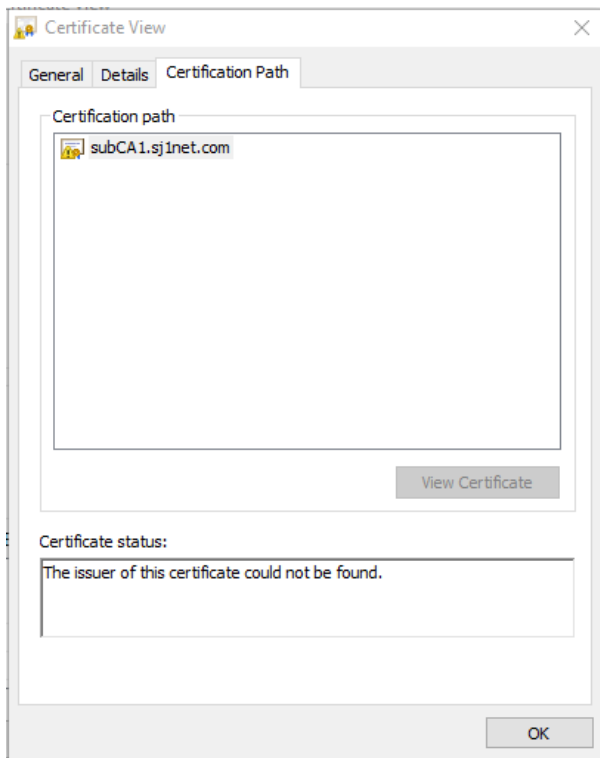 Certificate View
General
Details
Certification Path
Certification path
subCA1.sj1net.com
View Certificate
Certificate status:
The issuer of this certificate could not be found.
OK